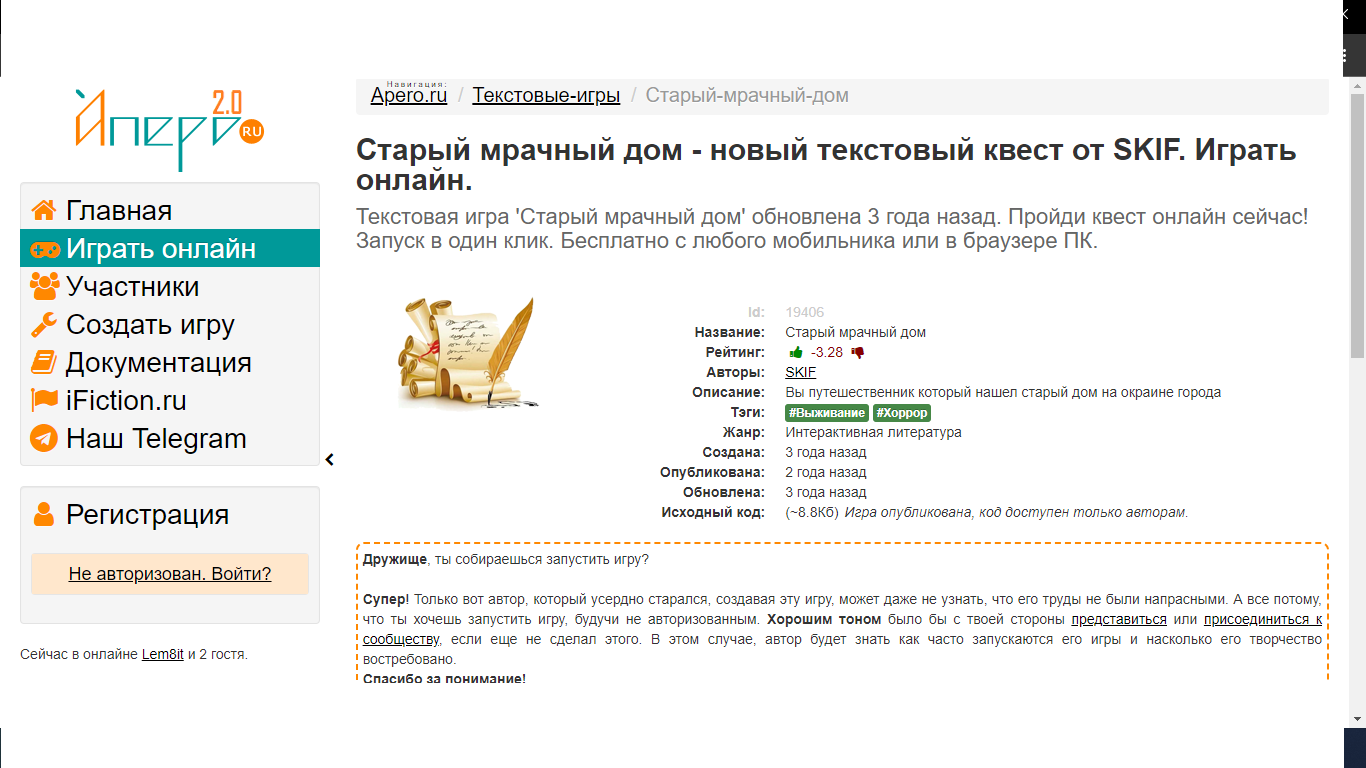 Йперо 2.0 RU
Главная
Играть онлайн
Участники
Создать игру
Документация
iFiction.ru
Наш Telegram
Регистрация
Не авторизован. Войти?
Сейчас в онлайне Lem8it и 2 гостя.
Навигация:
Apero.ru / Текстовые-игры / Старый-мрачный-дом
Старый мрачный дом - новый текстовый квест от SKIF. Играть
онлайн.
Текстовая игра 'Старый мрачный дом' обновлена 3 года назад. Пройди квест онлайн сейчас!
Запуск в один клик. Бесплатно с любого мобильника или в браузере ПК.
Id: 19406
Название: Старый мрачный дом
Рейтинг: -3.28
Авторы: SKIF
Описание: Вы путешественник который нашел старый дом на окраине города
Тэги: #Выживание #Хоррор
Жанр: Интерактивная литература
Создана: 3 года назад
Опубликована: 2 года назад
Обновлена: 3 года назад
Исходный код: (~8.8Кб) Игра опубликована, код доступен только авторам.
Дружище, ты собираешься запустить игру?
Супер! Только вот автор, который усердно старался, создавая эту игру, может даже не узнать, что его труды не были напрасными. А все потому,
что ты хочешь запустить игру, будучи не авторизованным. Хорошим тоном было бы с твоей стороны представиться или присоединиться к
сообществу, если еще не сделал этого. В этом случае, автор будет знать как часто запускаются его игры и насколько его творчество
востребовано.
Спасибо за понимание!